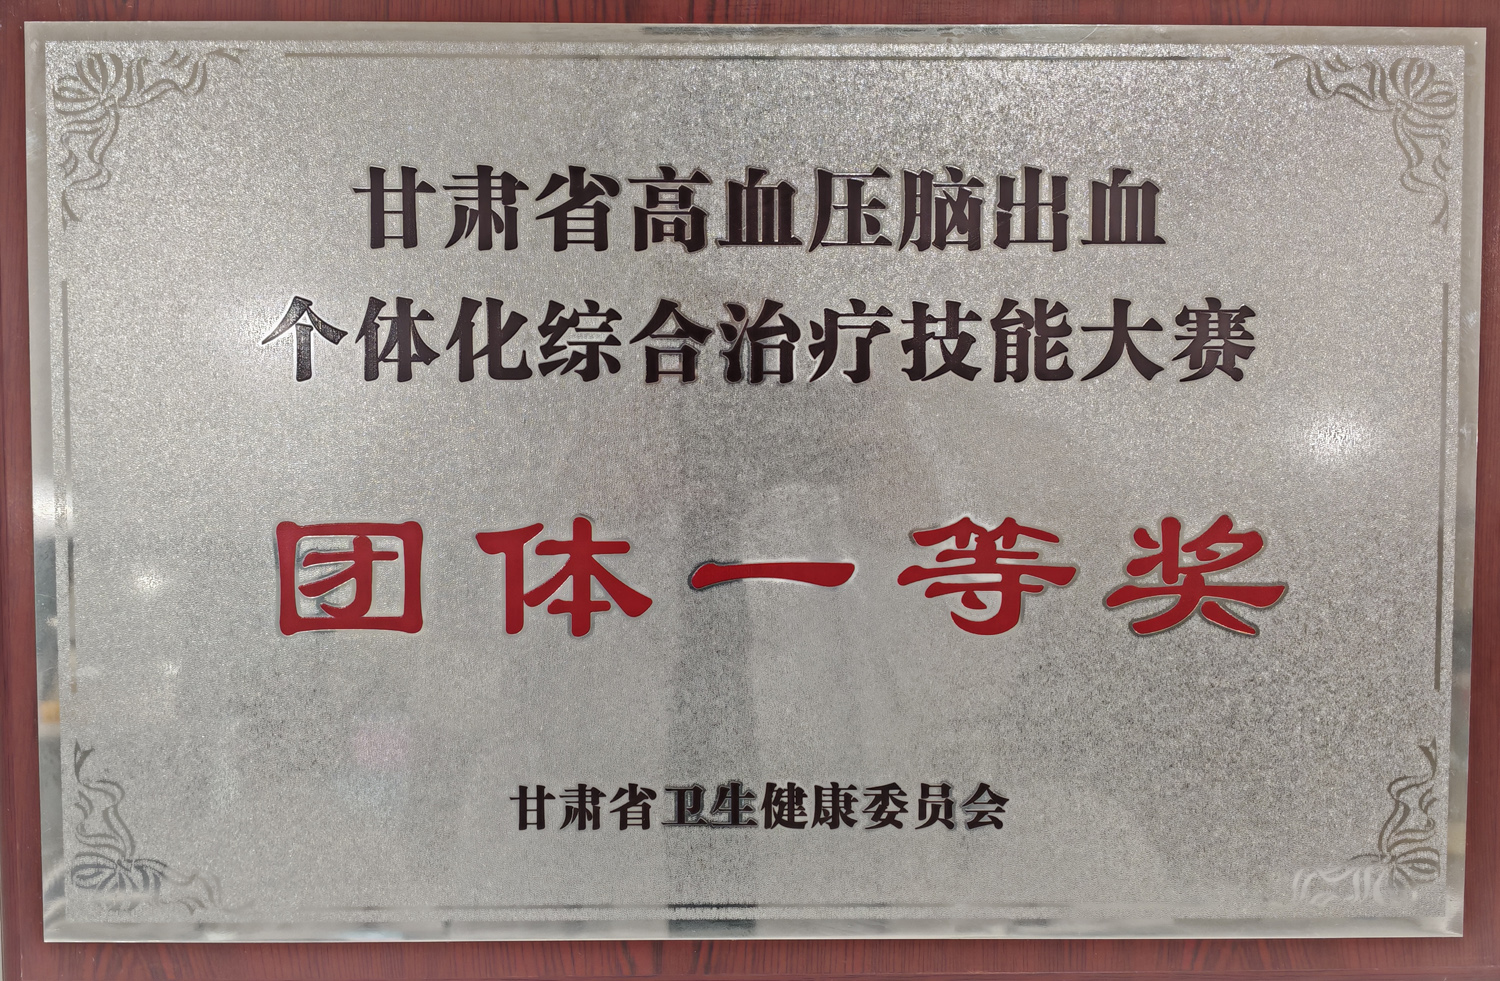 甘肃省高血压脑出血
个体化综合治疗技能大赛
团体一等奖
甘肃省卫生健康委员会